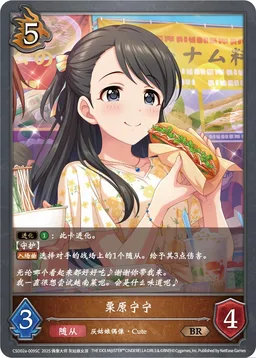 5
ナム料
进化 1 : 此卡进化。
【守护】
入场曲 选择对手的战场上的1个随从。给予其3点伤害。
无论哪个看起来都好好吃♪谢谢你请我吃。
我一直很想尝试越南菜呢。会是什么味道呢♪
栗原宁宁
3
随从
灰姑娘偶像・Cute
BR
4